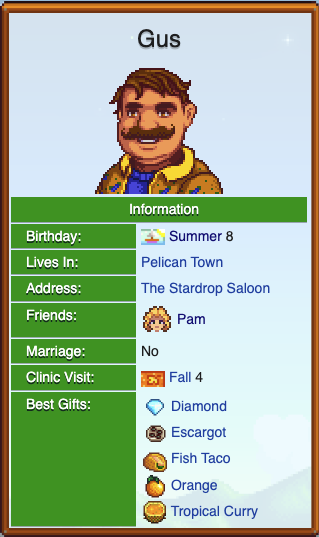 Gus
Information
Birthday: Summer 8
Lives In: Pelican Town
Address: The Stardrop Saloon
Friends: Pam
Marriage: No
Clinic Visit: Fall 4
Best Gifts: Diamond
Escargot
Fish Taco
Orange
Tropical Curry